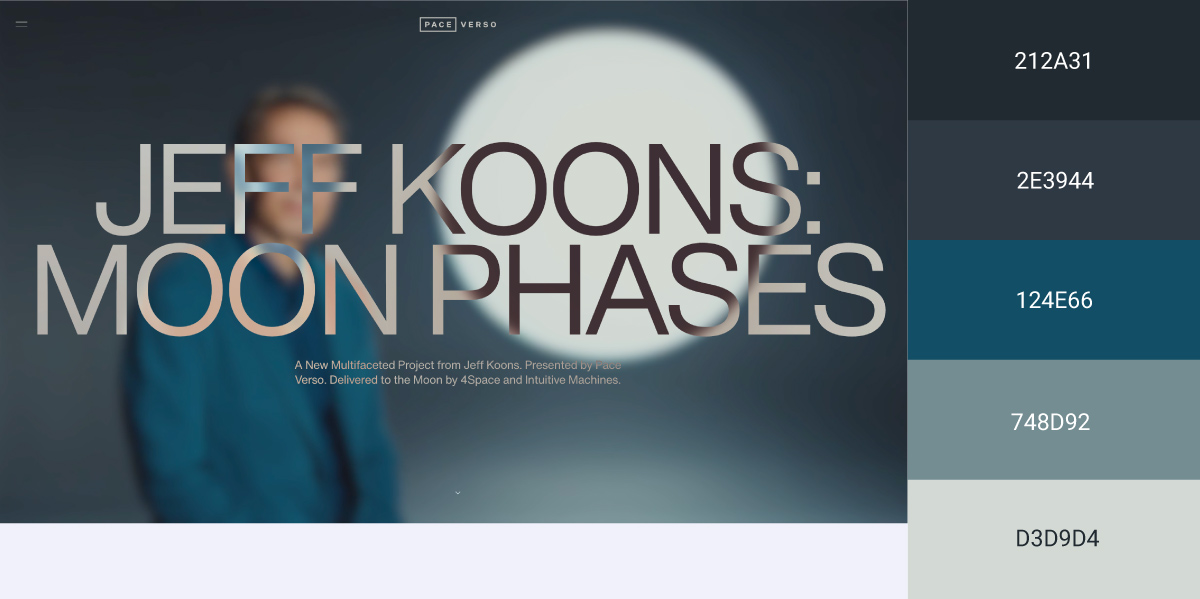 PACE VERSO
JEFF KOONS:
MOON PHASES
A New Multifaceted Project from Jeff Koons. Presented by Pace
Verso. Delivered to the Moon by 4Space and Intuitive Machines.
212A31
2E3944
124E66
748D92
D3D9D4